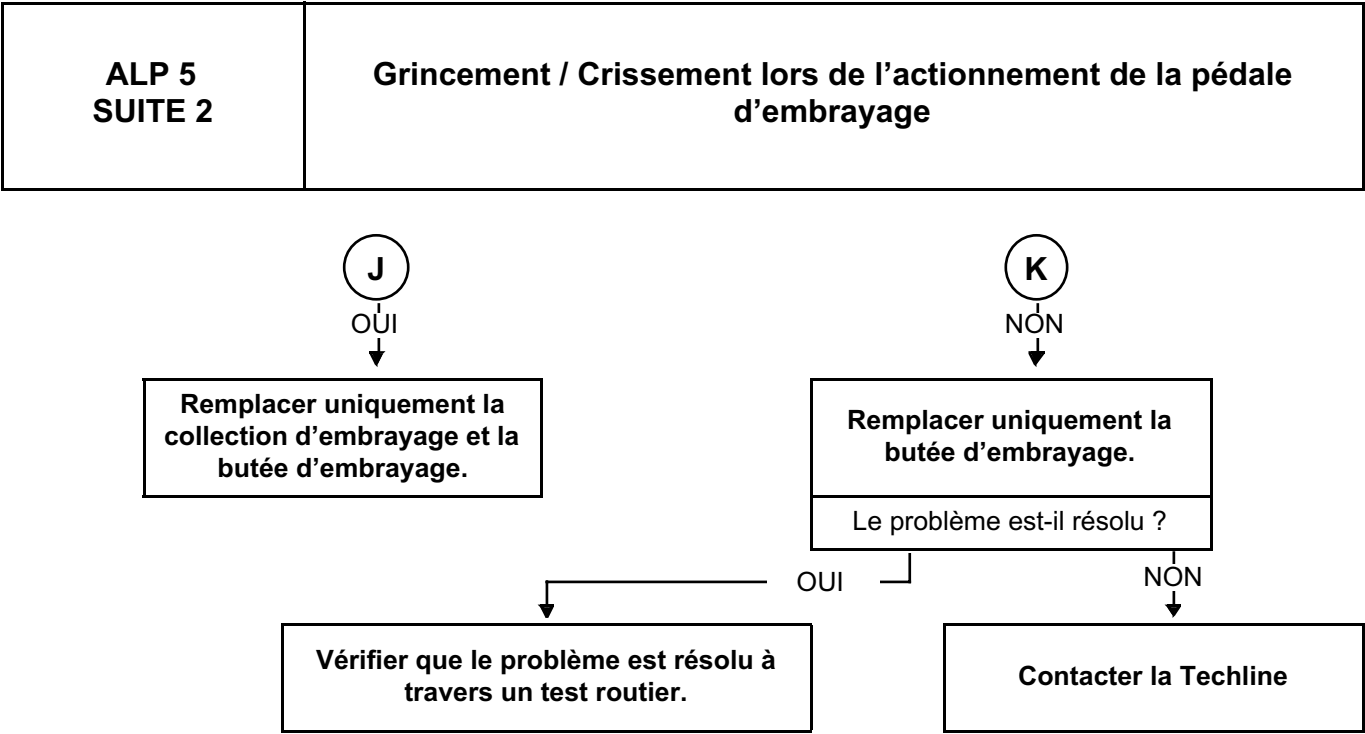 ALP 5
SUITE 2
Grincement / Crissement lors de l’actionnement de la pédale
d’embrayage
J
OUI
Remplacer uniquement la
collection d’embrayage et la
butée d’embrayage.
K
NON
Remplacer uniquement la
butée d’embrayage.
Le problème est-il résolu ?
OUI
NON
Vérifier que le problème est résolu à
travers un test routier.
Contacter la Techline